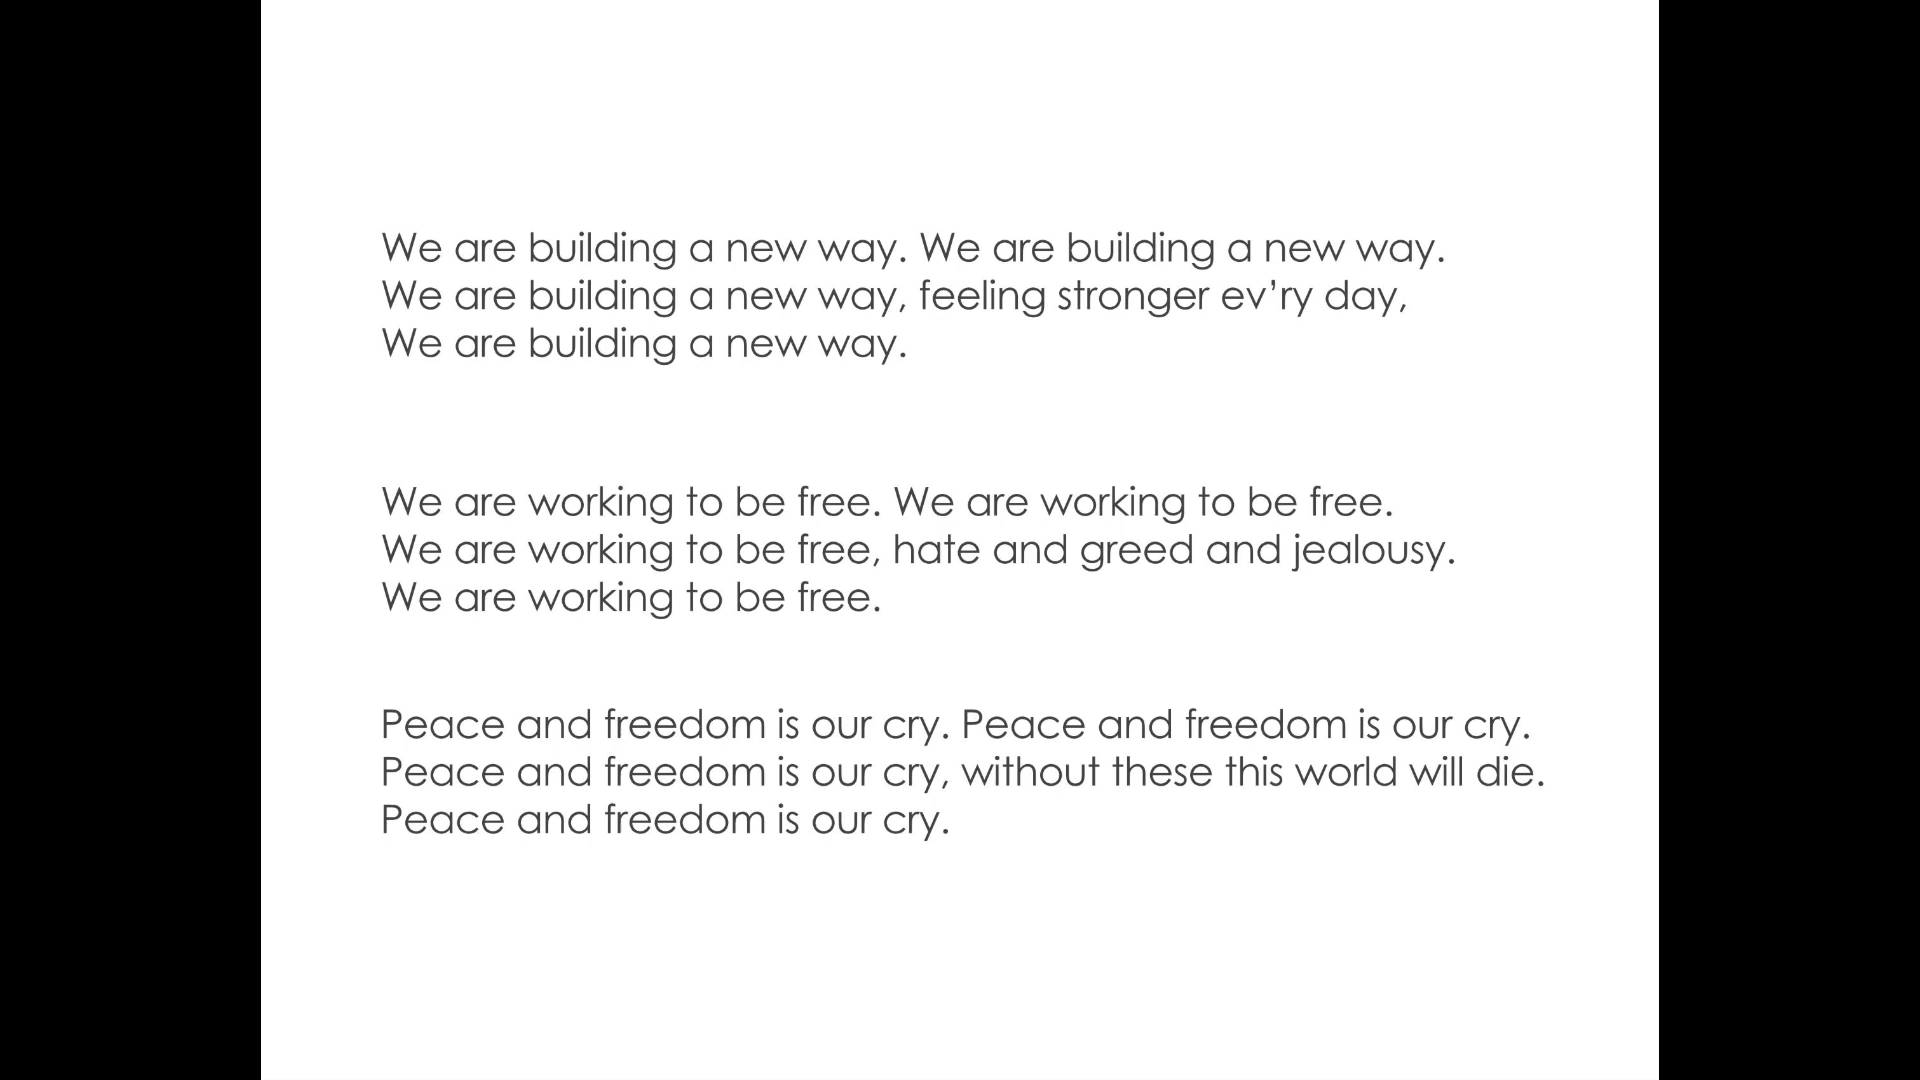 We are building a new way. We are building a new way.
We are building a new way, feeling stronger ev’ry day,
We are building a new way.
We are working to be free. We are working to be free.
We are working to be free, hate and greed and jealousy.
We are working to be free.
Peace and freedom is our cry. Peace and freedom is our cry.
Peace and freedom is our cry, without these this world will die.
Peace and freedom is our cry.